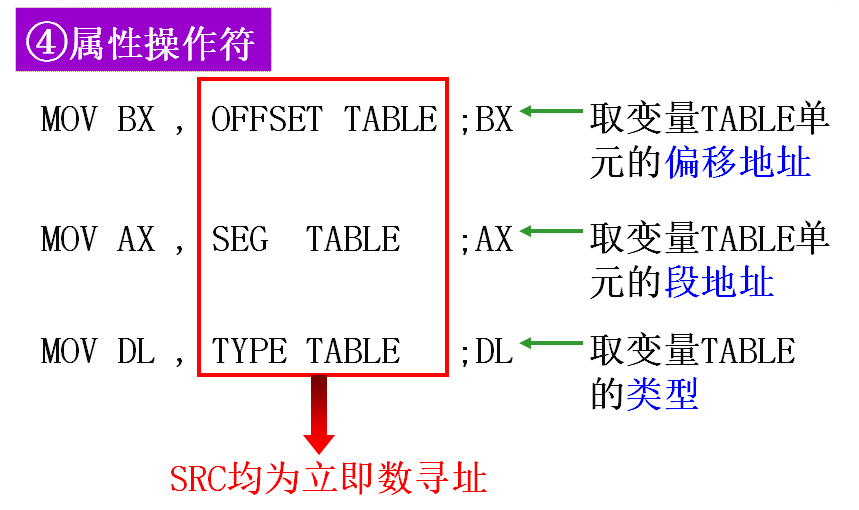 ④属性操作符
MOV BX , OFFSET TABLE ;BX 取变量TABLE单
元的偏移地址
MOV AX , SEG TABLE ;AX 取变量TABLE单
元的段地址
MOV DL , TYPE TABLE ;DL 取变量TABLE
的类型
SRC均为立即数寻址